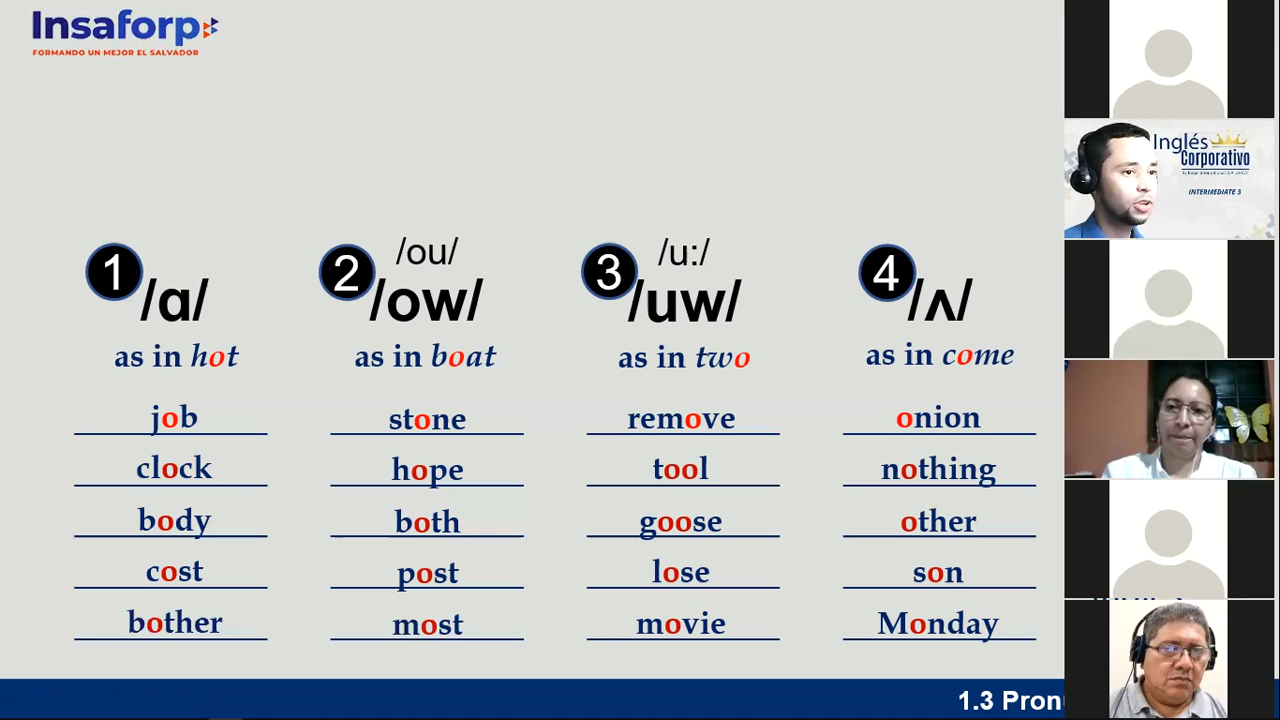 Insaforp
FORMANDO UN MEJOR EL SALVADOR
1
/ɑ/
as in hot
job
clock
body
cost
bother
2
/ou/
/ow/
as in boat
stone
hope
both
post
most
3
/u:/
/uw/
as in two
remove
tool
goose
lose
movie
4
/ʌ/
as in come
onion
nothing
other
son
Monday
1.3
Inglés
Corporativo
INTERMEDIATE 3